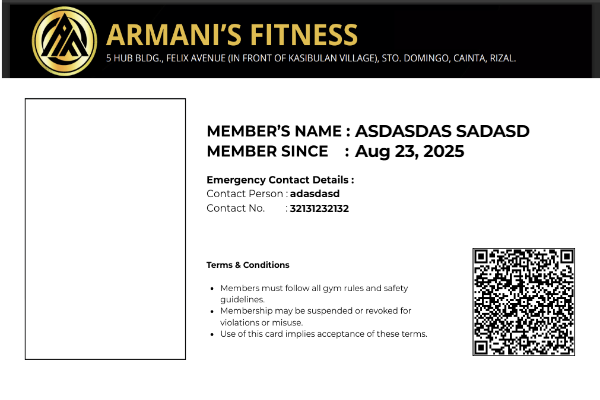 ARMANI'S FITNESS
5 HUB BLDG., FELIX AVENUE (IN FRONT OF KASIBULAN VILLAGE), STO. DOMINGO, CAINTA, RIZAL.
MEMBER'S NAME : ASDASDAS SADASD
MEMBER SINCE : Aug 23, 2025
Emergency Contact Details :
Contact Person : adasdasd
Contact No. : 32131232132
Terms & Conditions
• Members must follow all gym rules and safety
guidelines.
• Membership may be suspended or revoked for
violations or misuse.
• Use of this card implies acceptance of these terms.